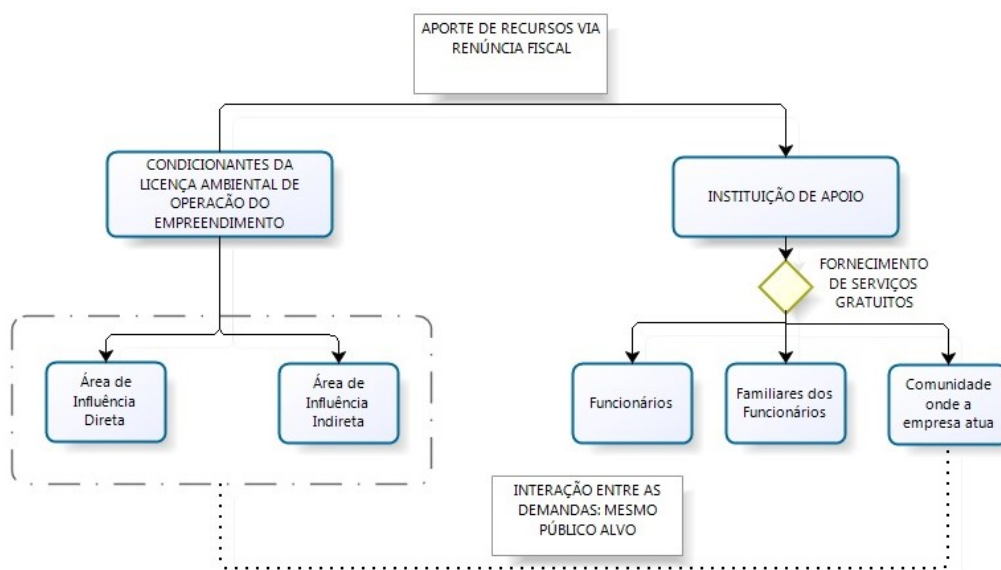 APORTE DE RECURSOS VIA
RENÚNCIA FISCAL
CONDICIONANTES DA
LICENÇA AMBIENTAL DE
OPERACÃO DO
EMPREENDIMENTO
INSTITUIÇÃO DE APOIO
FORNECIMENTO
DE SERVIÇOS
GRATUITOS
Área de
Influência
Direta
Área de
Influência
Indireta
Funcionários
Familiares dos
Funcionários
Comunidade
onde a
empresa atua
INTERAÇÃO ENTRE AS
DEMANDAS: MESMO
PÚBLICO ALVO